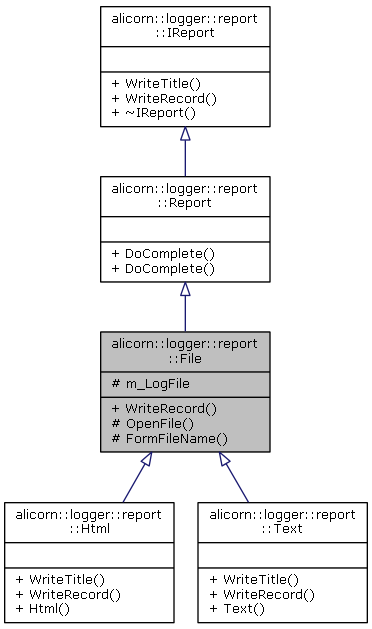 alicorn::logger::report
::IReport
+ WriteTitle()
+ WriteRecord()
+ ~IReport()
alicorn::logger::report
::Report
+ DoComplete()
+ DoComplete()
alicorn::logger::report
::File
# m_LogFile
+ WriteRecord()
# OpenFile()
# FormFileName()
alicorn::logger::report
::Html
+ WriteTitle()
+ WriteRecord()
+ Html()
alicorn::logger::report
::Text
+ WriteTitle()
+ WriteRecord()
+ Text()